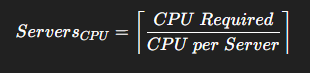 Servers_CPU = ⌈ CPU Required / CPU per Server ⌉